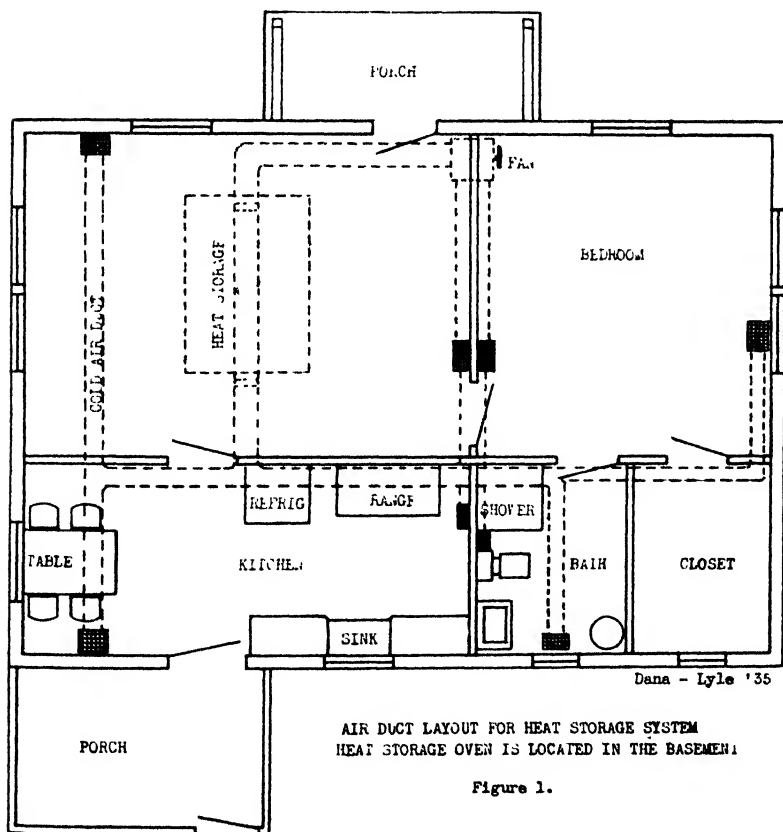 PORCH
FAN
BEDROOM
HEAT STORAGE
COLD AIR DUCT
REFRIG
RANGE
SHOWER
TABLE
KITCHEN
BATH
CLOSET
SINK
Dana - Lyle '35
PORCH
AIR DUCT LAYOUT FOR HEAT STORAGE SYSTEM
HEAT STORAGE OVEN IS LOCATED IN THE BASEMENT
Figure 1.